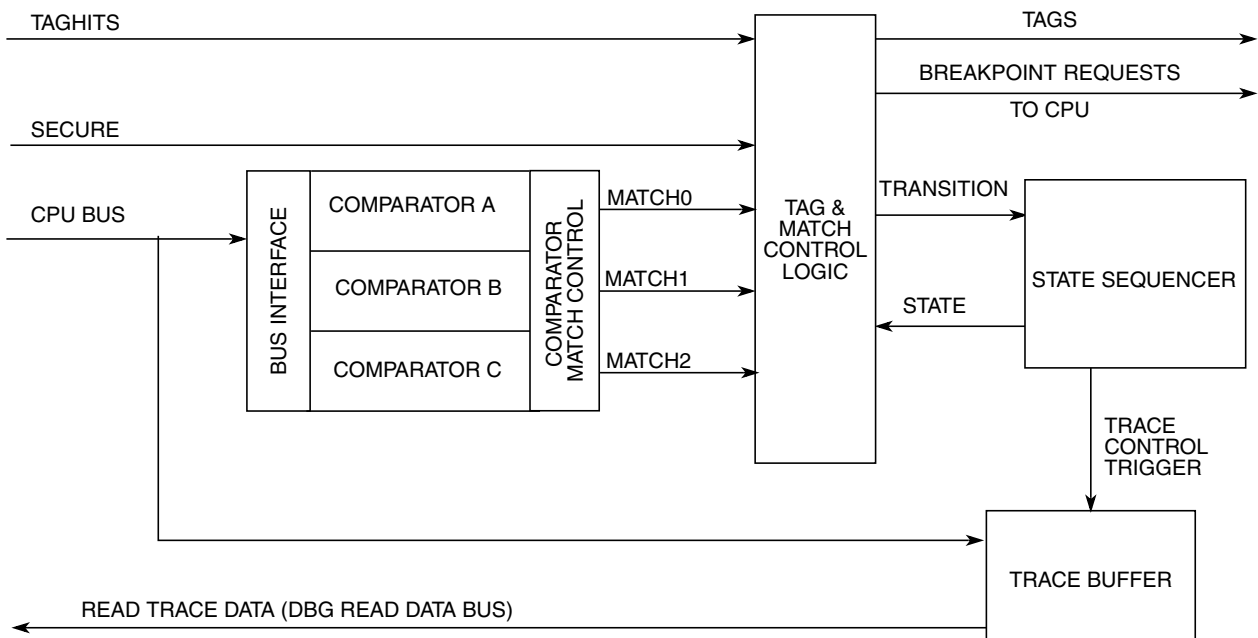 TAGHITS
TAGS
BREAKPOINT REQUESTS
TO CPU
SECURE
CPU BUS
BUS INTERFACE
COMPARATOR A
COMPARATOR B
COMPARATOR C
COMPARATOR
MATCH CONTROL
MATCH0
MATCH1
MATCH2
TAG &
MATCH
CONTROL
LOGIC
TRANSITION
STATE
STATE SEQUENCER
TRACE
CONTROL
TRIGGER
TRACE BUFFER
READ TRACE DATA (DBG READ DATA BUS)